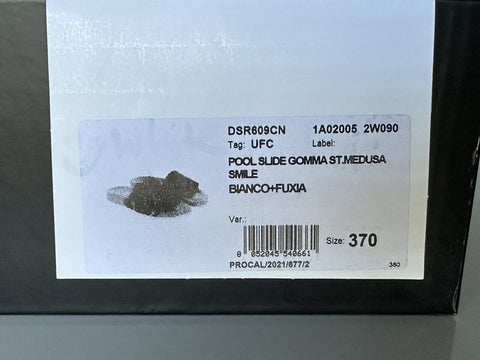 DSR609CN 1A02005 2W090
Tag: UFC Label:
POOL SLIDE GOMMA ST.MEDUSA
SMILE
BIANCO+FUXIA
Var.:
Size: 370
8 052045 540661
PROCAL/2021/677/2
380